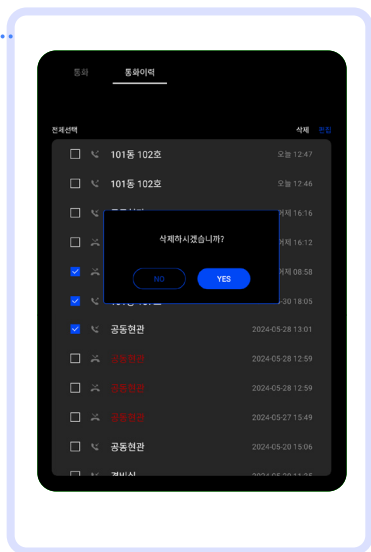 통화 통화이력
전체선택 삭제 편집
101동 102호 오늘 12:47
101동 102호 오늘 12:46
어제 16:16
어제 16:12
삭제하시겠습니까?
어제 08:58
NO YES
-30 18:05
공동현관 2024-05-28 13:01
공동현관 2024-05-28 12:59
공동현관 2024-05-28 12:59
공동현관 2024-05-27 15:49
공동현관 2024-05-20 15:06